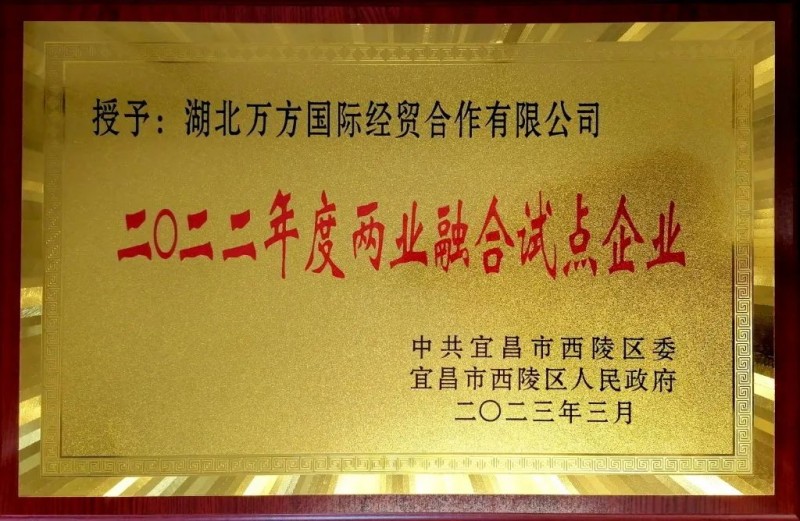 授予：湖北万方国际经贸合作有限公司
二〇二二年度两业融合试点企业
中共宜昌市西陵区委
宜昌市西陵区人民政府
二〇二三年三月